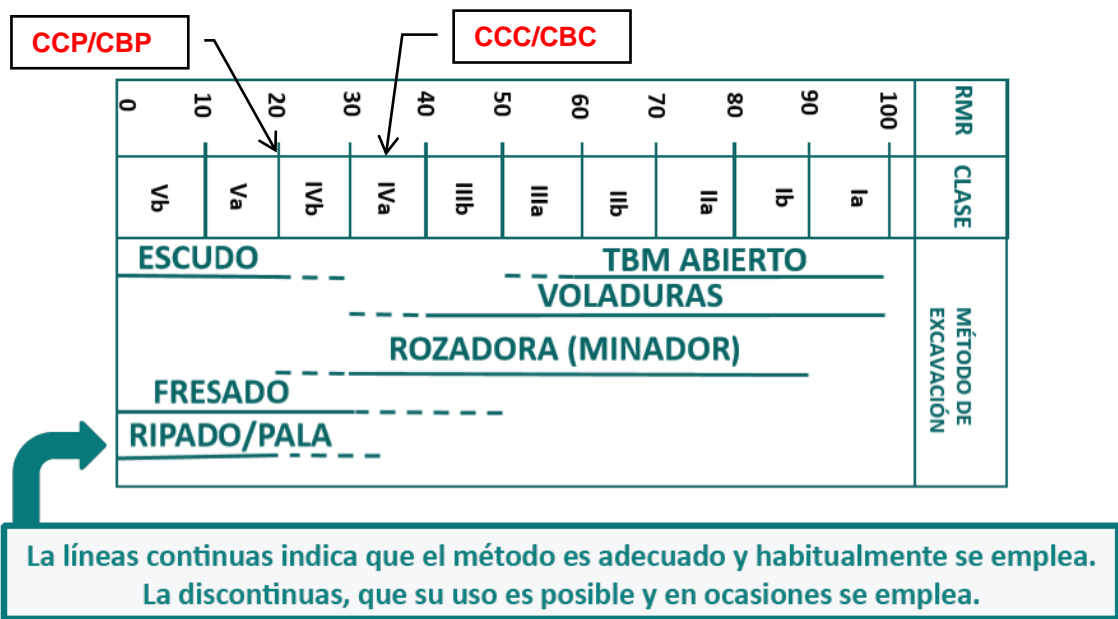 CCP/CBP
CCC/CBC
0 10 20 30 40 50 60 70 80 90 100 RMR
Vb Va IVb IVa IIIb IIIa IIb IIa Ib Ia CLASE
ESCUDO
TBM ABIERTO
VOLADURAS
ROZADORA (MINADOR)
FRESADO
RIPADO/PALA
MÉTODO DE
EXCAVACIÓN
La líneas continuas indica que el método es adecuado y habitualmente se emplea.
La discontinuas, que su uso es posible y en ocasiones se emplea.